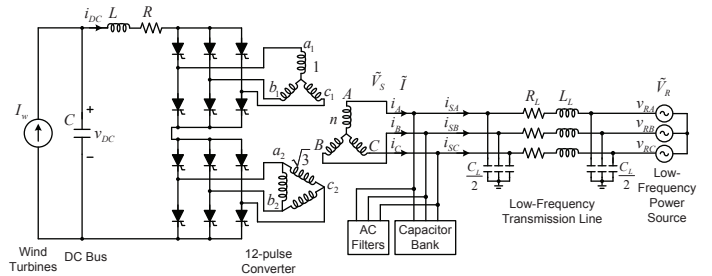 i_DC L R
I_w
C
+
v_DC
−
a_1
1
b_1
c_1
a_2
3
b_2
c_2
A
n
B
C
Ṽ_S Ĩ
i_A
i_B
i_C
i_SA
i_SB
i_SC
R_L L_L
C_L/2
C_L/2
Ṽ_R
v_RA
v_RB
v_RC
AC
Filters
Capacitor
Bank
Low-Frequency
Transmission Line
Low-
Frequency
Power
Source
Wind
Turbines
DC Bus
12-pulse
Converter